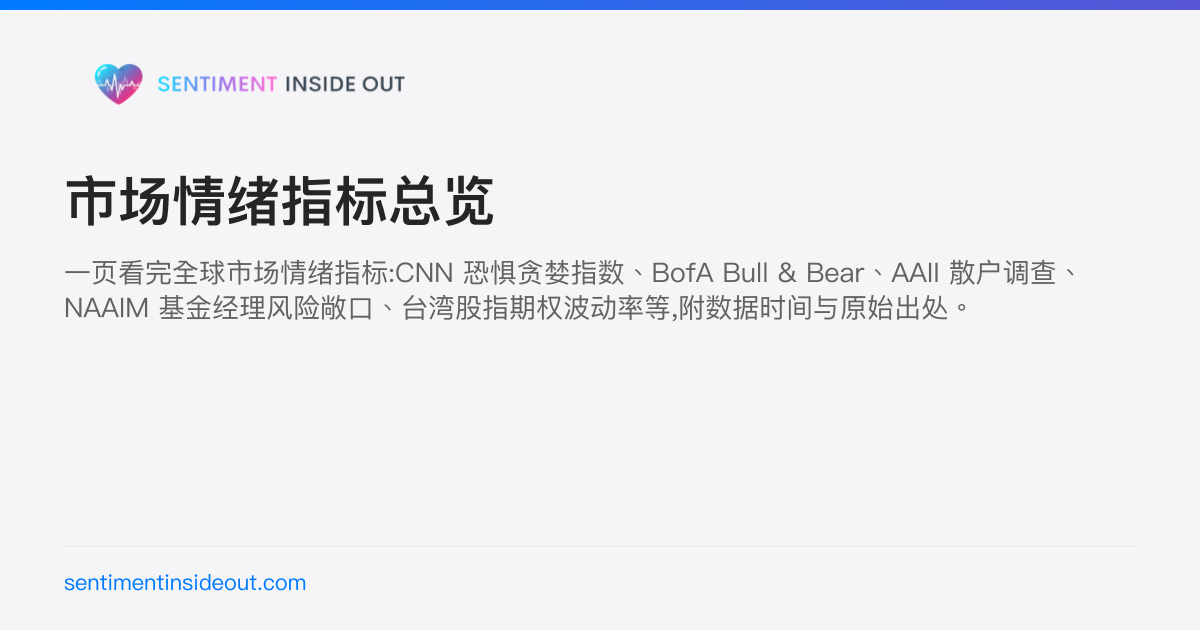 SENTIMENT INSIDE OUT
市场情绪指标总览
一页看完全球市场情绪指标:CNN 恐惧贪婪指数、BofA Bull & Bear、AAII 散户调查、
NAAIM 基金经理风险敞口、台湾股指期权波动率等,附数据时间与原始出处。
sentimentinsideout.com